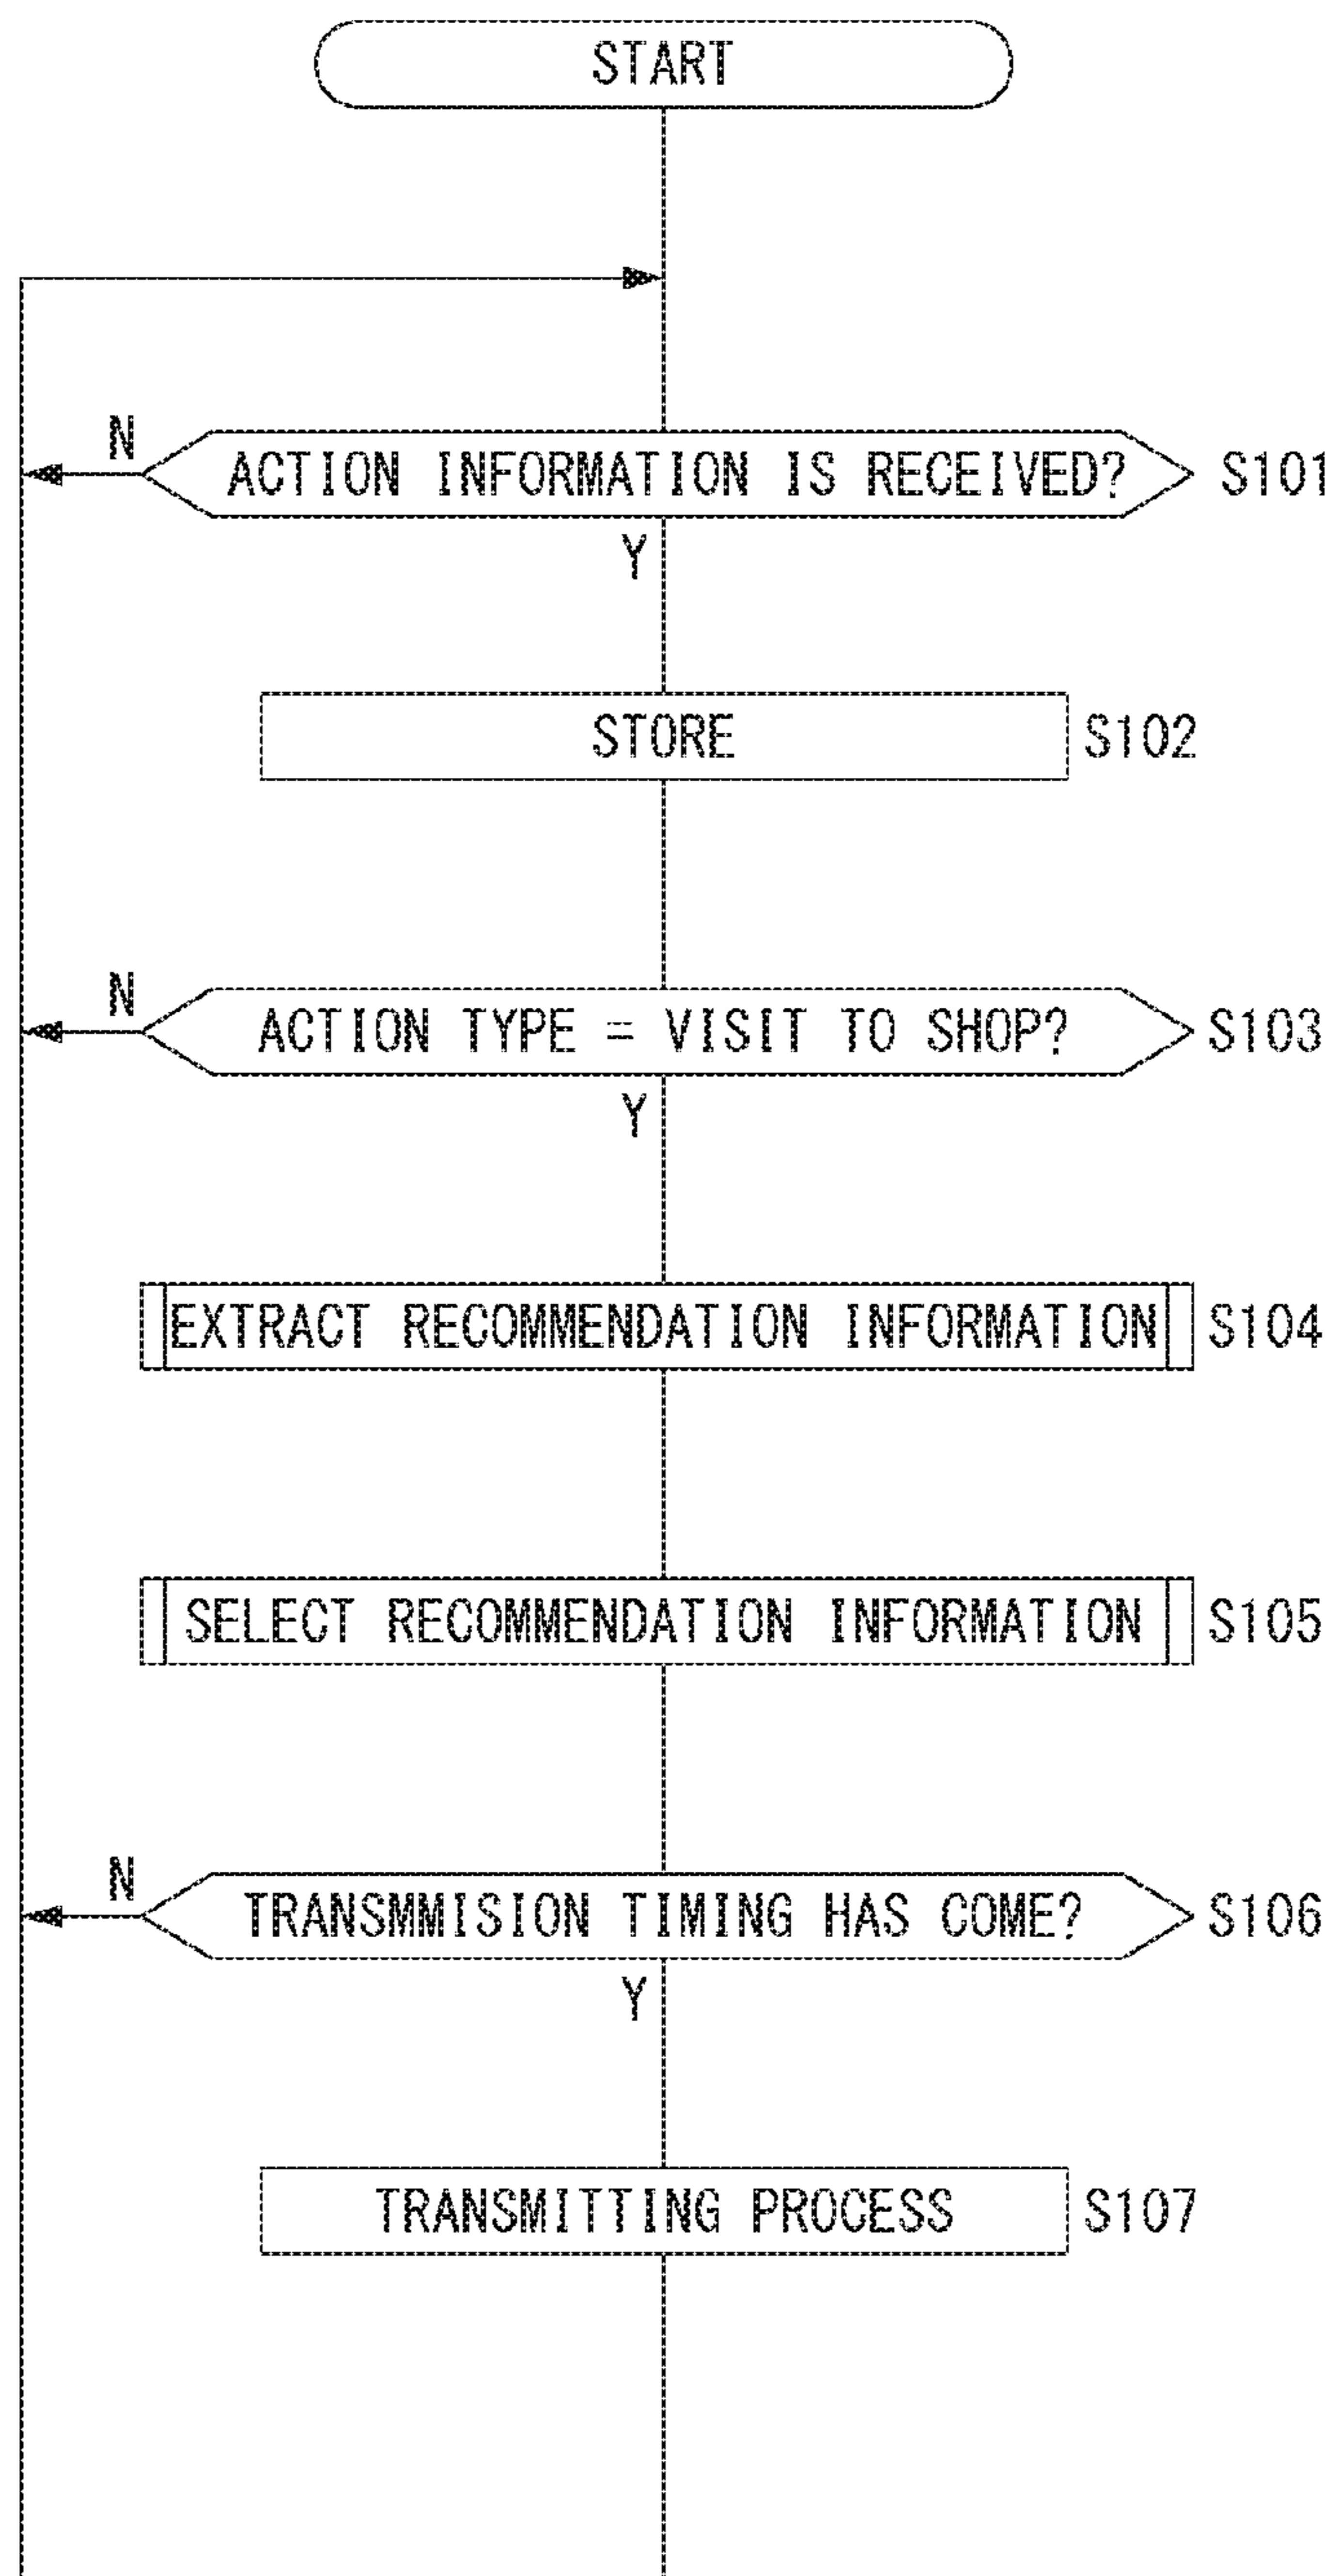 START
N
ACTION INFORMATION IS RECEIVED? S101
Y
STORE S102
N
ACTION TYPE = VISIT TO SHOP? S103
Y
EXTRACT RECOMMENDATION INFORMATION S104
SELECT RECOMMENDATION INFORMATION S105
N
TRANSMMISION TIMING HAS COME? S106
Y
TRANSMITTING PROCESS S107